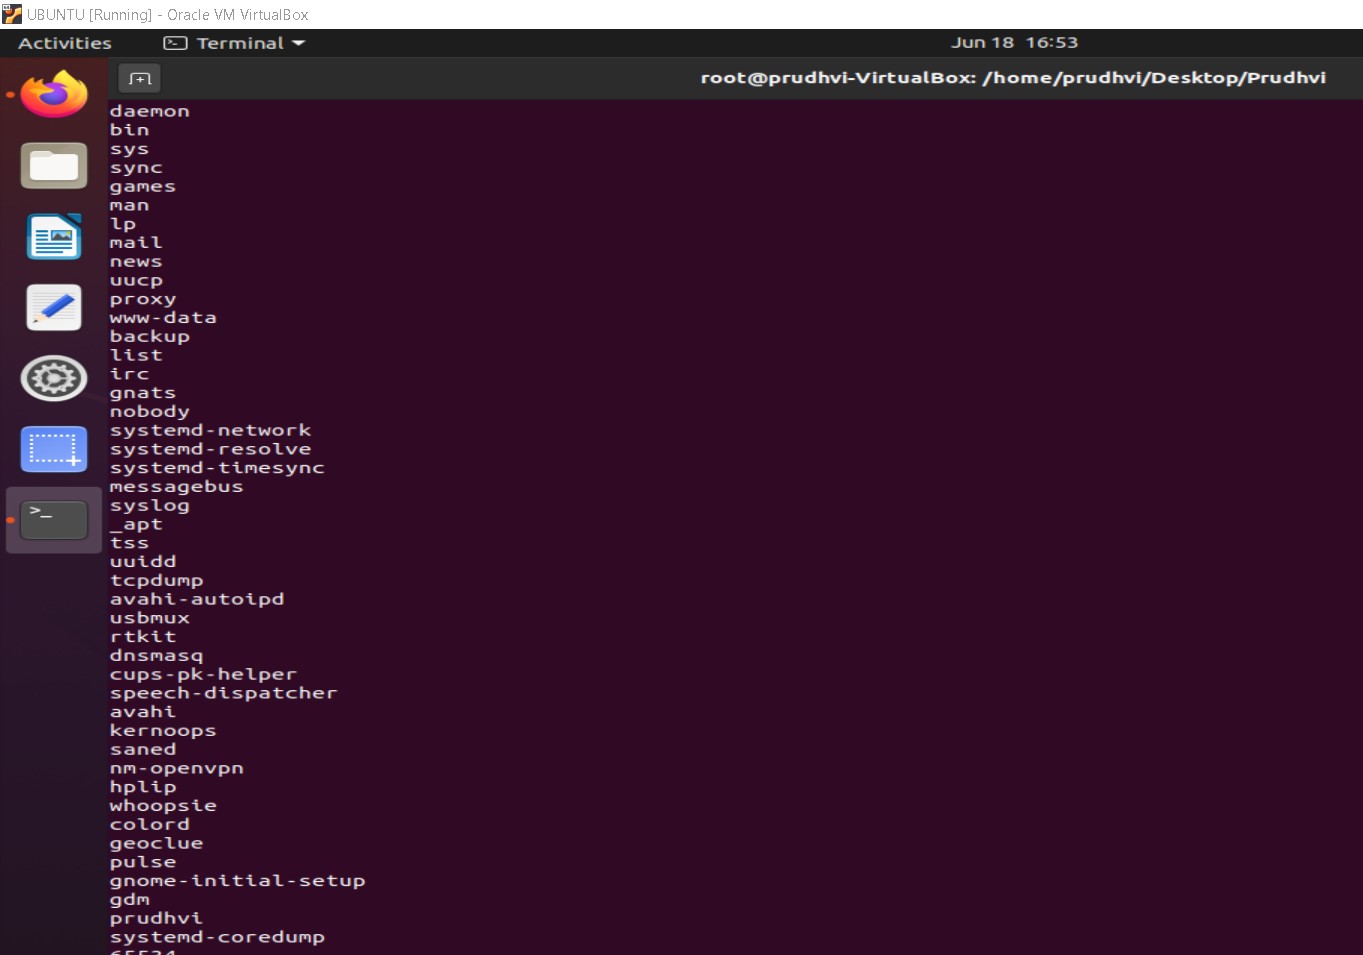 UBUNTU [Running] - Oracle VM VirtualBox
Activities Terminal Jun 18 16:53
root@prudhvi-VirtualBox: /home/prudhvi/Desktop/Prudhvi
daemon
bin
sys
sync
games
man
lp
mail
news
uucp
proxy
www-data
backup
list
irc
gnats
nobody
systemd-network
systemd-resolve
systemd-timesync
messagebus
syslog
_apt
tss
uuidd
tcpdump
avahi-autoipd
usbmux
rtkit
dnsmasq
cups-pk-helper
speech-dispatcher
avahi
kernoops
saned
nm-openvpn
hplip
whoopsie
colord
geoclue
pulse
gnome-initial-setup
gdm
prudhvi
systemd-coredump